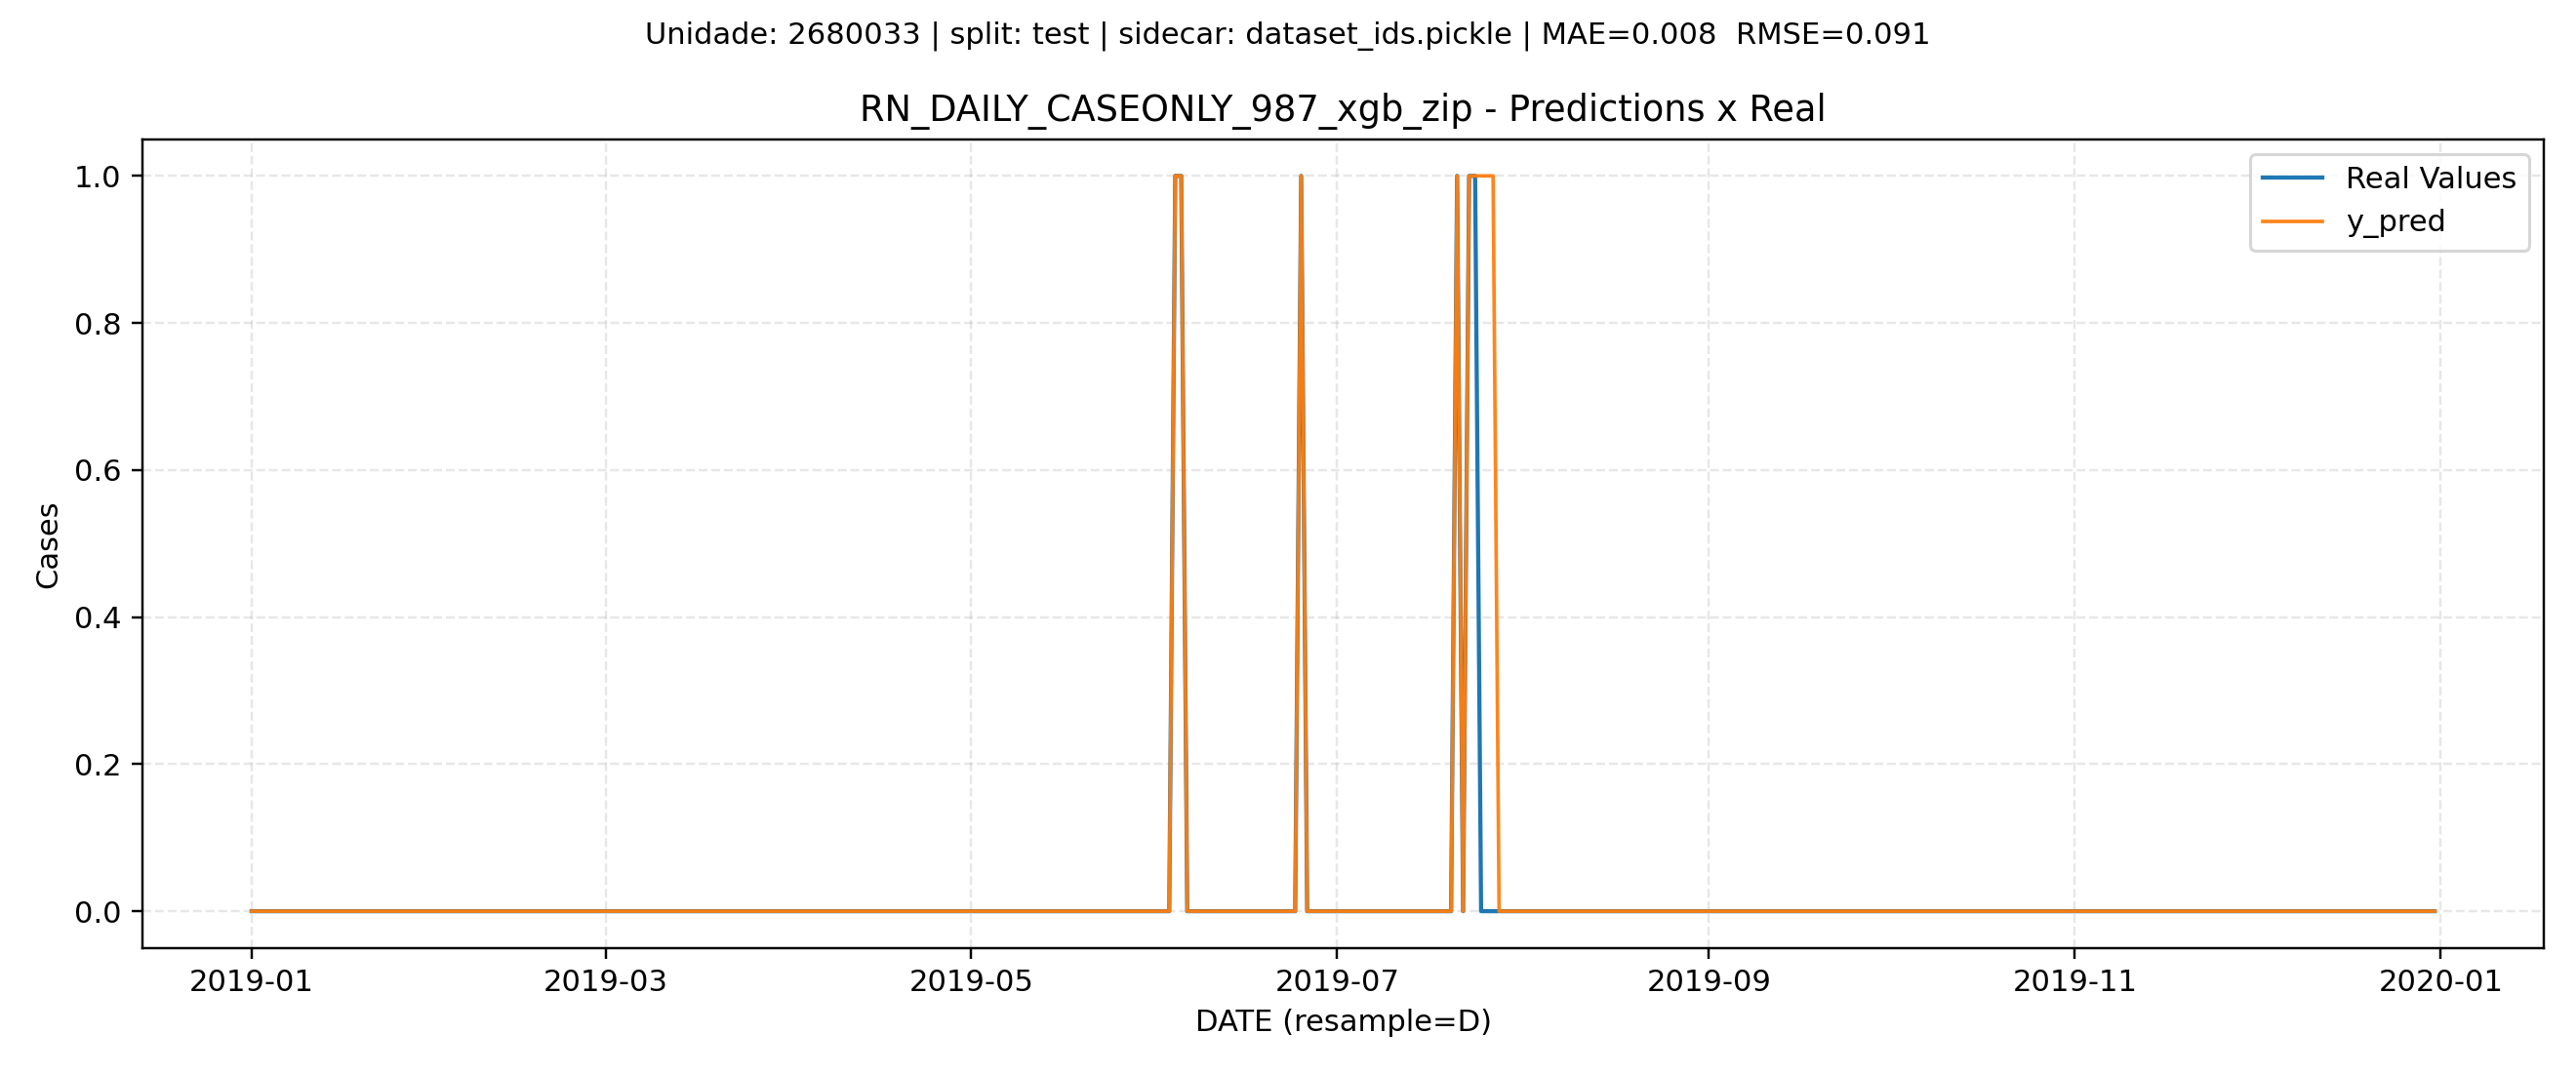 Unidade: 2680033 | split: test | sidecar: dataset_ids.pickle | MAE=0.008  RMSE=0.091
RN_DAILY_CASEONLY_987_xgb_zip - Predictions x Real
Real Values
y_pred
1.0
0.8
0.6
0.4
0.2
0.0
Cases
2019-01 2019-03 2019-05 2019-07 2019-09 2019-11 2020-01
DATE (resample=D)